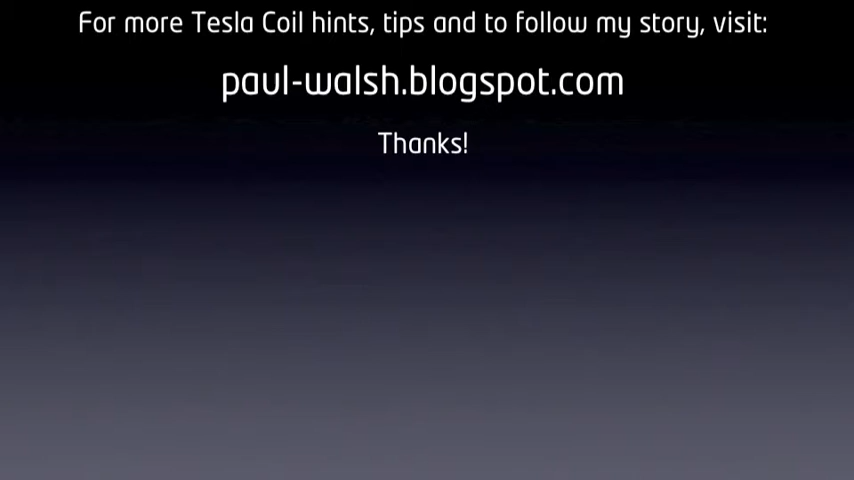 For more Tesla Coil hints, tips and to follow my story, visit:
paul-walsh.blogspot.com
Thanks!